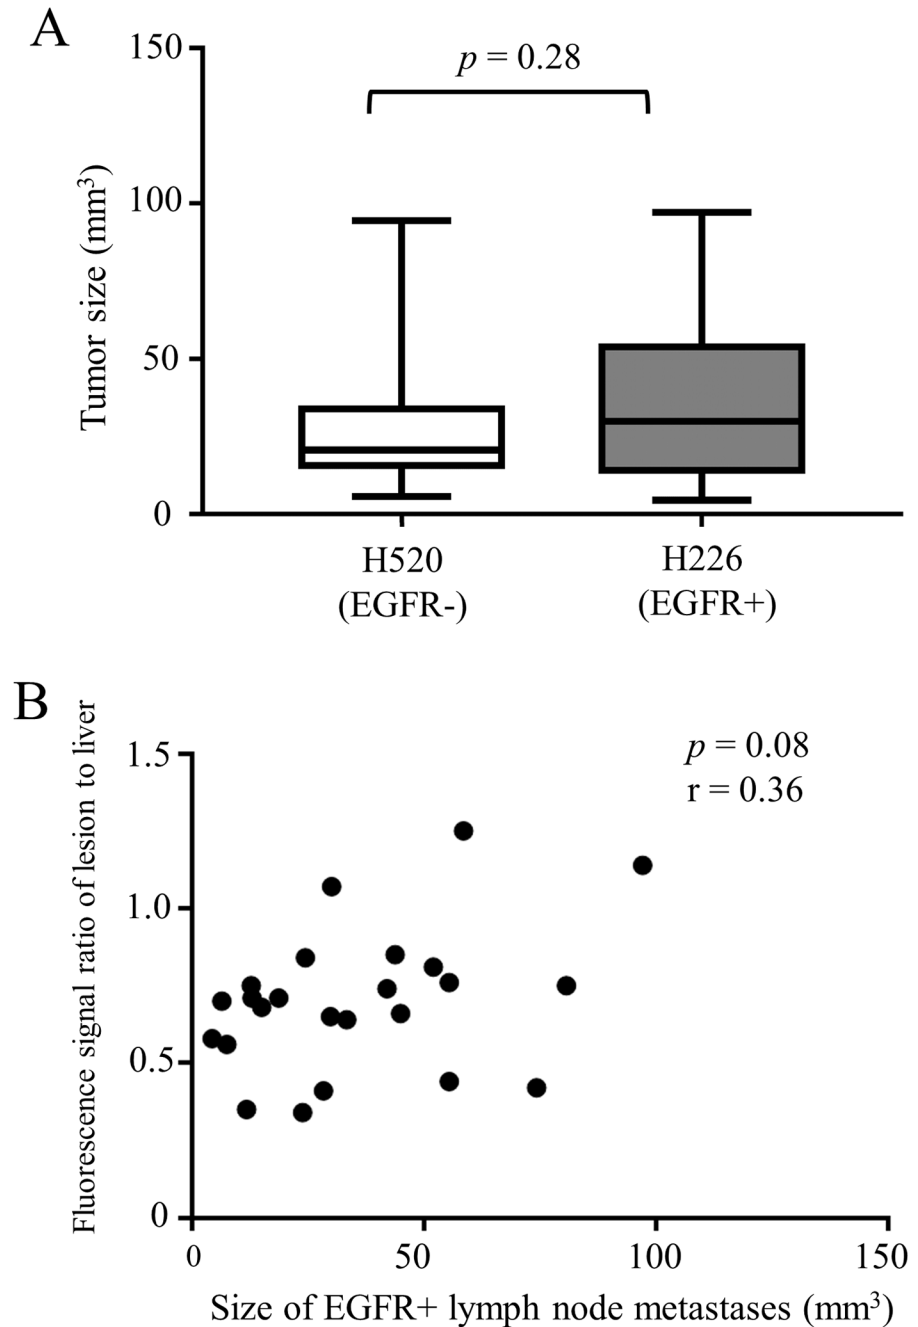 A
p = 0.28
Tumor size (mm³)
150
100
50
0
H520
(EGFR-)
H226
(EGFR+)
B
p = 0.08
r = 0.36
Fluorescence signal ratio of lesion to liver
1.5
1.0
0.5
0
0
50
100
150
Size of EGFR+ lymph node metastases (mm³)